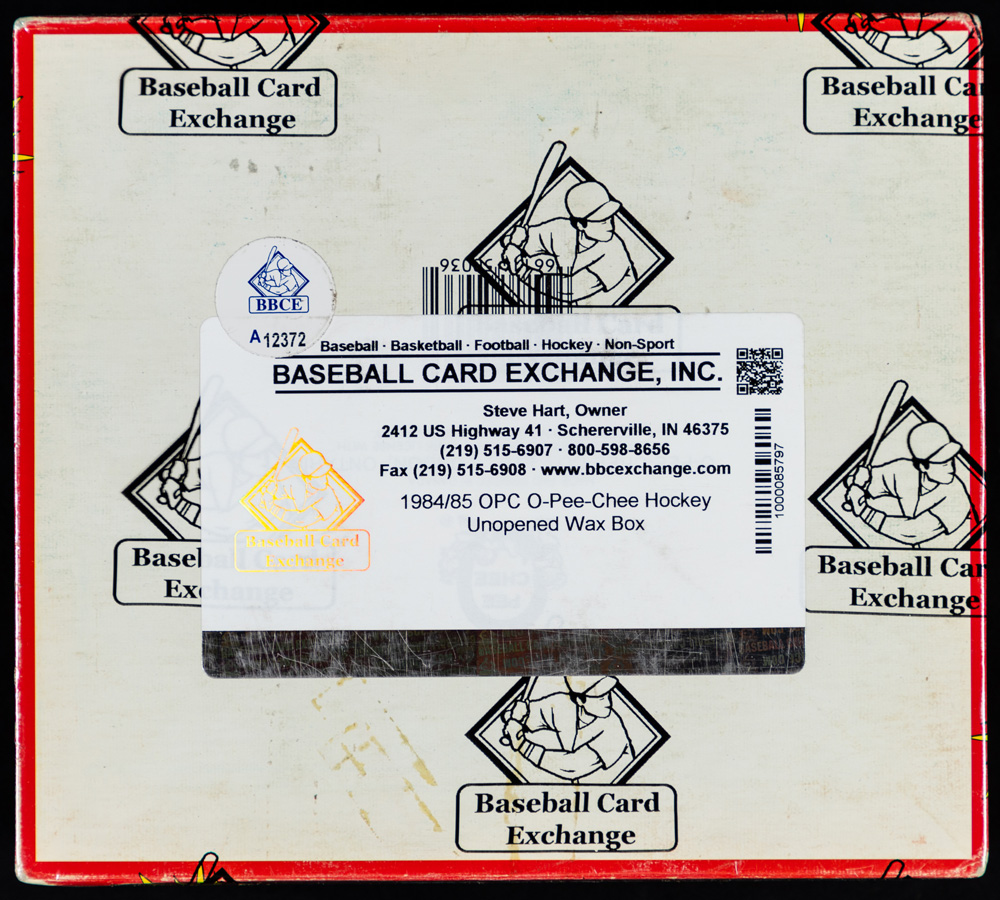 Baseball Card
Exchange
Baseball Ca
Exchange
BBCE
A12372
Baseball · Basketball · Football · Hockey · Non-Sport
BASEBALL CARD EXCHANGE, INC.
Steve Hart, Owner
2412 US Highway 41 · Schererville, IN 46375
(219) 515-6907 · 800-598-8656
Fax (219) 515-6908 · www.bbcexchange.com
1984/85 OPC O-Pee-Chee Hockey
Unopened Wax Box
1000085797
Baseball Card
Exchange
Baseball
Exchange
Baseball Car
Exchange
Baseball Card
Exchange